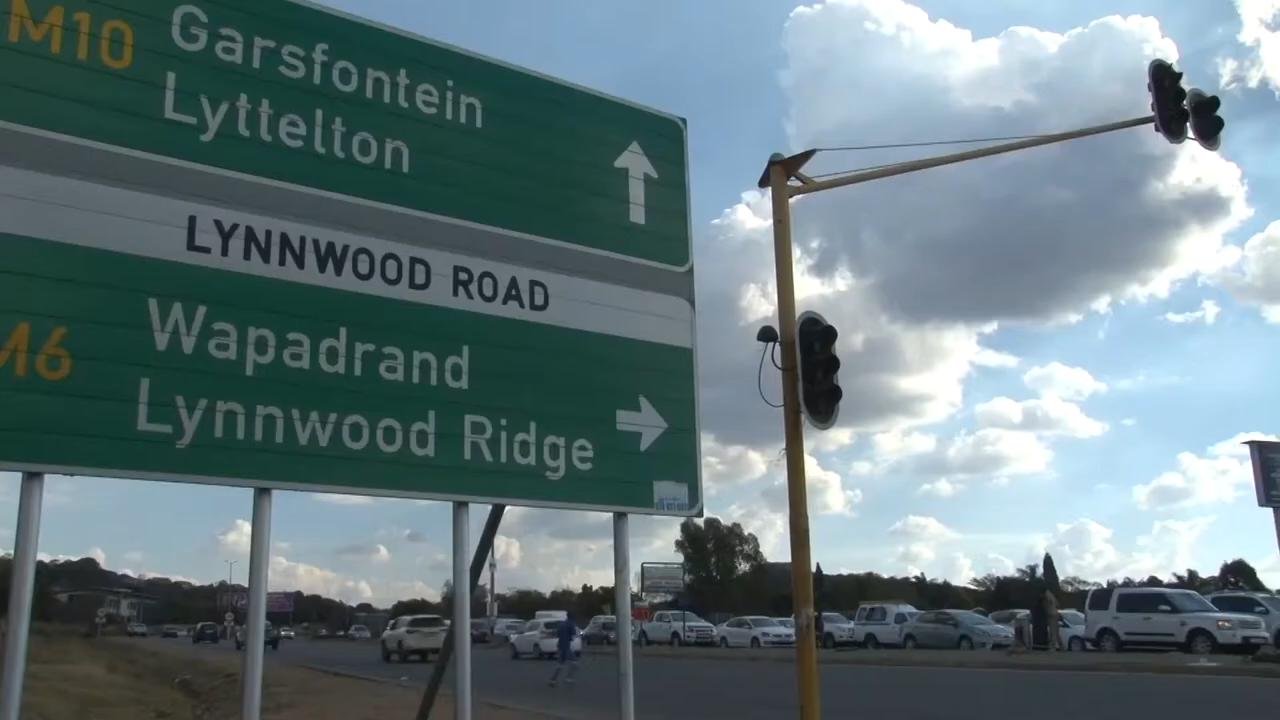 M10
Garsfontein
Lyttelton
LYNNWOOD ROAD
M6
Wapadrand
Lynnwood Ridge